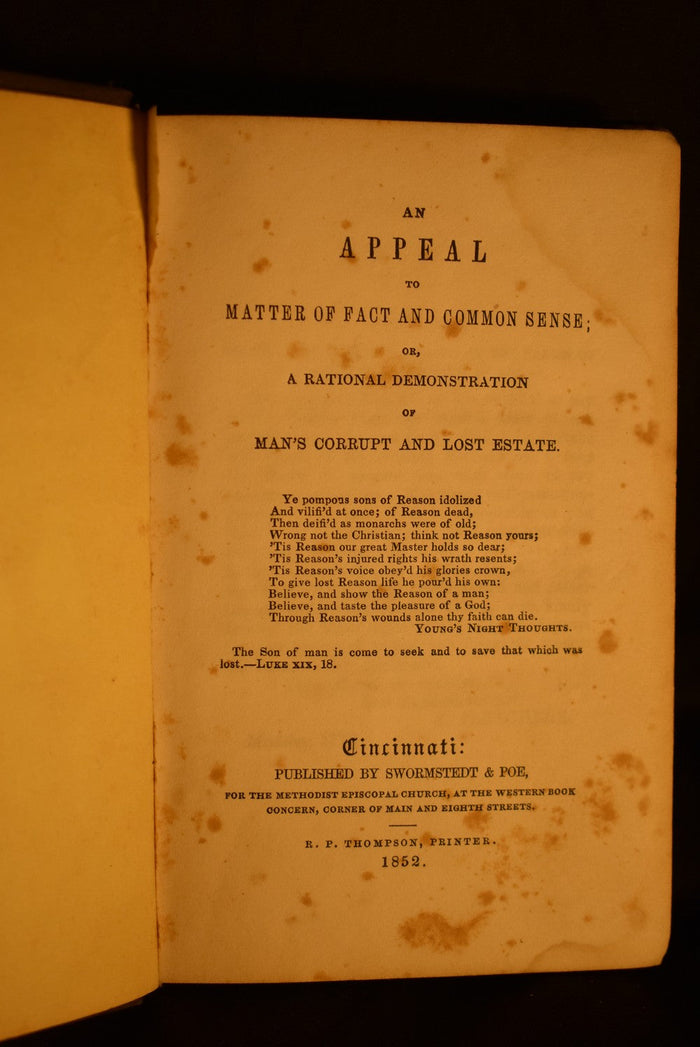 AN
APPEAL
TO
MATTER OF FACT AND COMMON SENSE;
OR,
A RATIONAL DEMONSTRATION
OF
MAN'S CORRUPT AND LOST ESTATE.
Ye pompous sons of Reason idolized
And vilifi'd at once; of Reason dead,
Then deifi'd as monarchs were of old;
Wrong not the Christian; think not Reason yours;
'Tis Reason our great Master holds so dear;
'Tis Reason's injured rights his wrath resents;
'Tis Reason's voice obey'd his glories crown,
To give lost Reason life he pour'd his own:
Believe, and show the Reason of a man;
Believe, and taste the pleasure of a God;
Through Reason's wounds alone thy faith can die.
YOUNG'S NIGHT THOUGHTS.
The Son of man is come to seek and to save that which was
lost.—LUKE XIX, 18.
Cincinnati:
PUBLISHED BY SWORMSTEDT & POE,
FOR THE METHODIST EPISCOPAL CHURCH, AT THE WESTERN BOOK
CONCERN, CORNER OF MAIN AND EIGHTH STREETS.
R. P. THOMPSON, PRINTER.
1852.